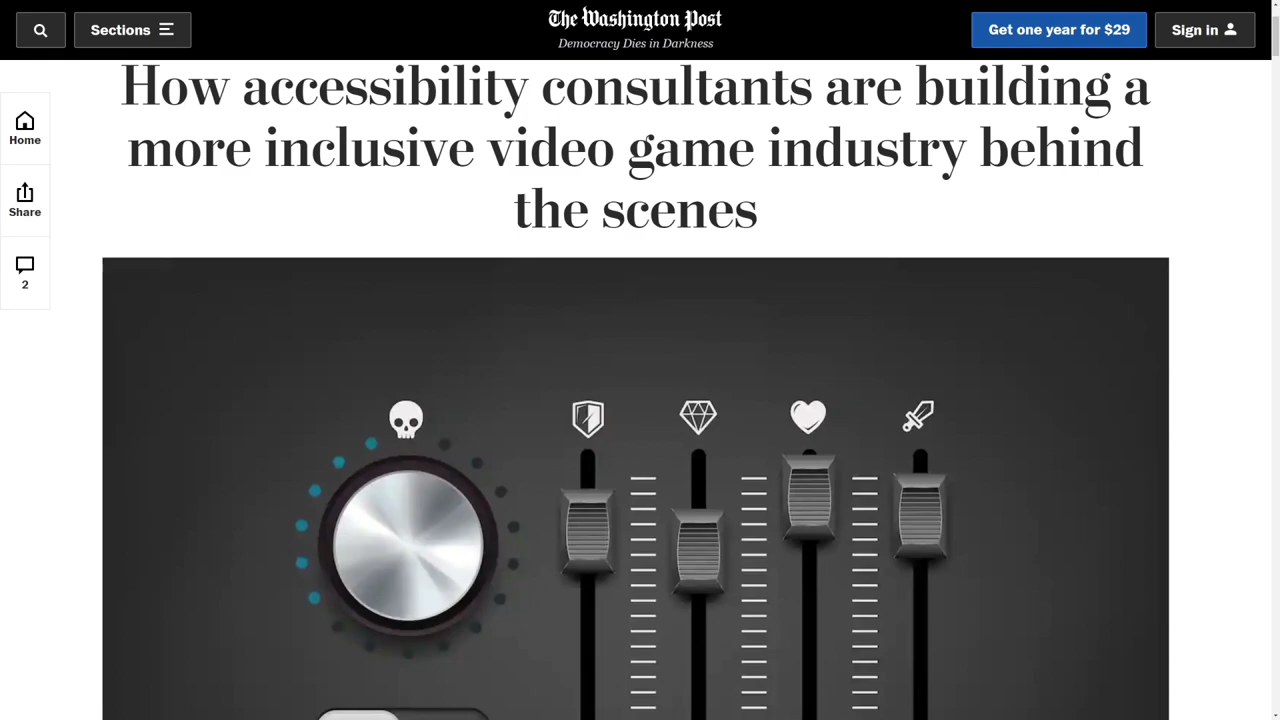 Sections
The Washington Post
Democracy Dies in Darkness
Get one year for $29
Sign in
How accessibility consultants are building a
more inclusive video game industry behind
the scenes
Home
Share
2